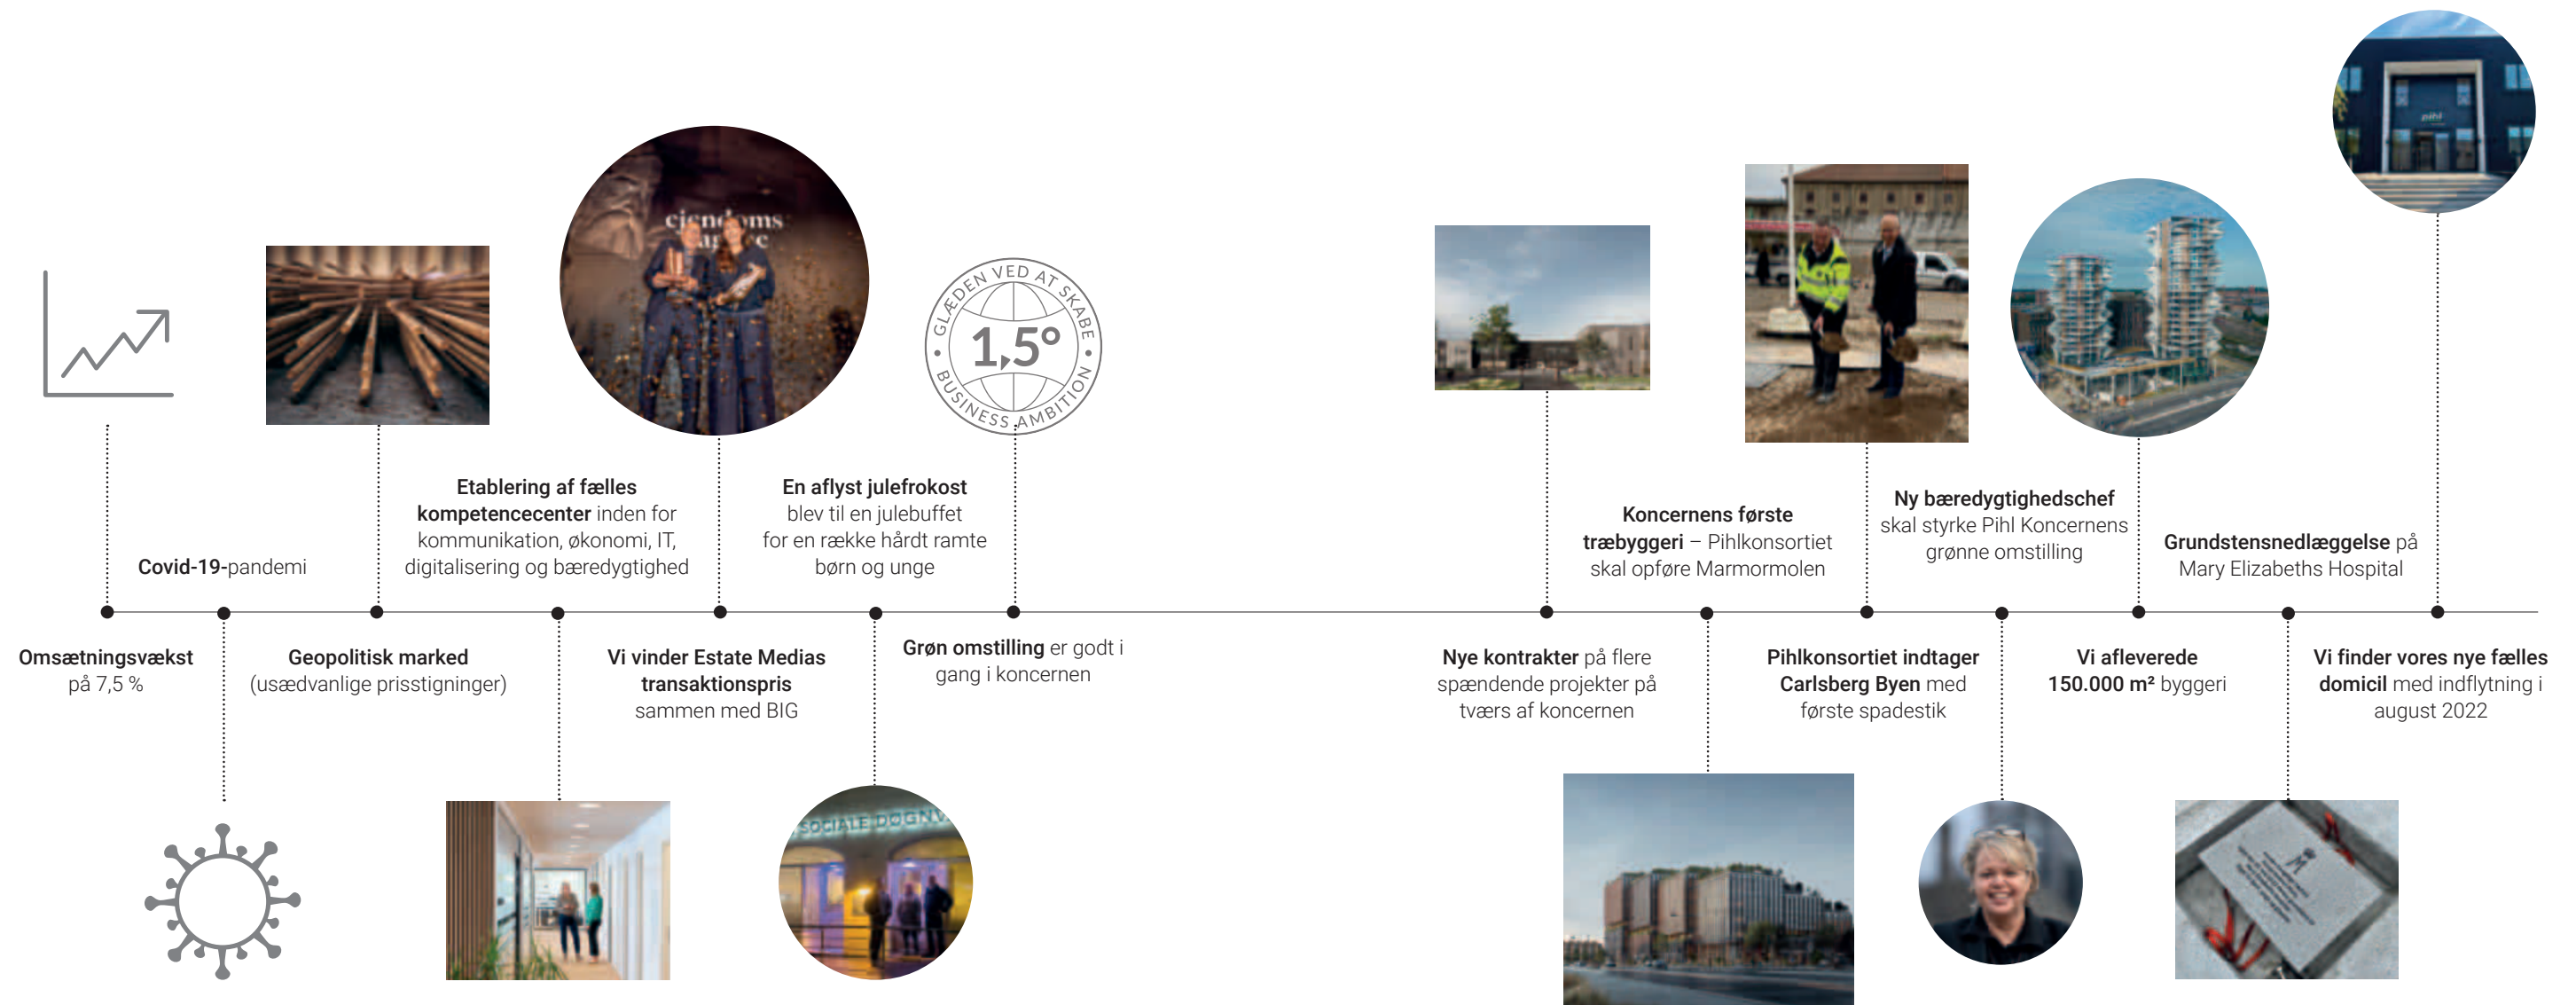 ejendoms
GLÆDEN VED AT SKABE
1,5°
BUSINESS AMBITION
pihl
SOCIALE DØGNV
Omsætningsvækst
på 7,5 %
Covid-19-pandemi
Geopolitisk marked
(usædvanlige prisstigninger)
Etablering af fælles
kompetencecenter inden for
kommunikation, økonomi, IT,
digitalisering og bæredygtighed
Vi vinder Estate Medias
transaktionspris
sammen med BIG
En aflyst julefrokost
blev til en julebuffet
for en række hårdt ramte
børn og unge
Grøn omstilling er godt i
gang i koncernen
Nye kontrakter på flere
spændende projekter på
tværs af koncernen
Koncernens første
træbyggeri – Pihlkonsortiet
skal opføre Marmormolen
Pihlkonsortiet indtager
Carlsberg Byen med
første spadestik
Ny bæredygtighedschef
skal styrke Pihl Koncernens
grønne omstilling
Vi afleverede
150.000 m² byggeri
Grundstensnedlæggelse på
Mary Elizabeths Hospital
Vi finder vores nye fælles
domicil med indflytning i
august 2022